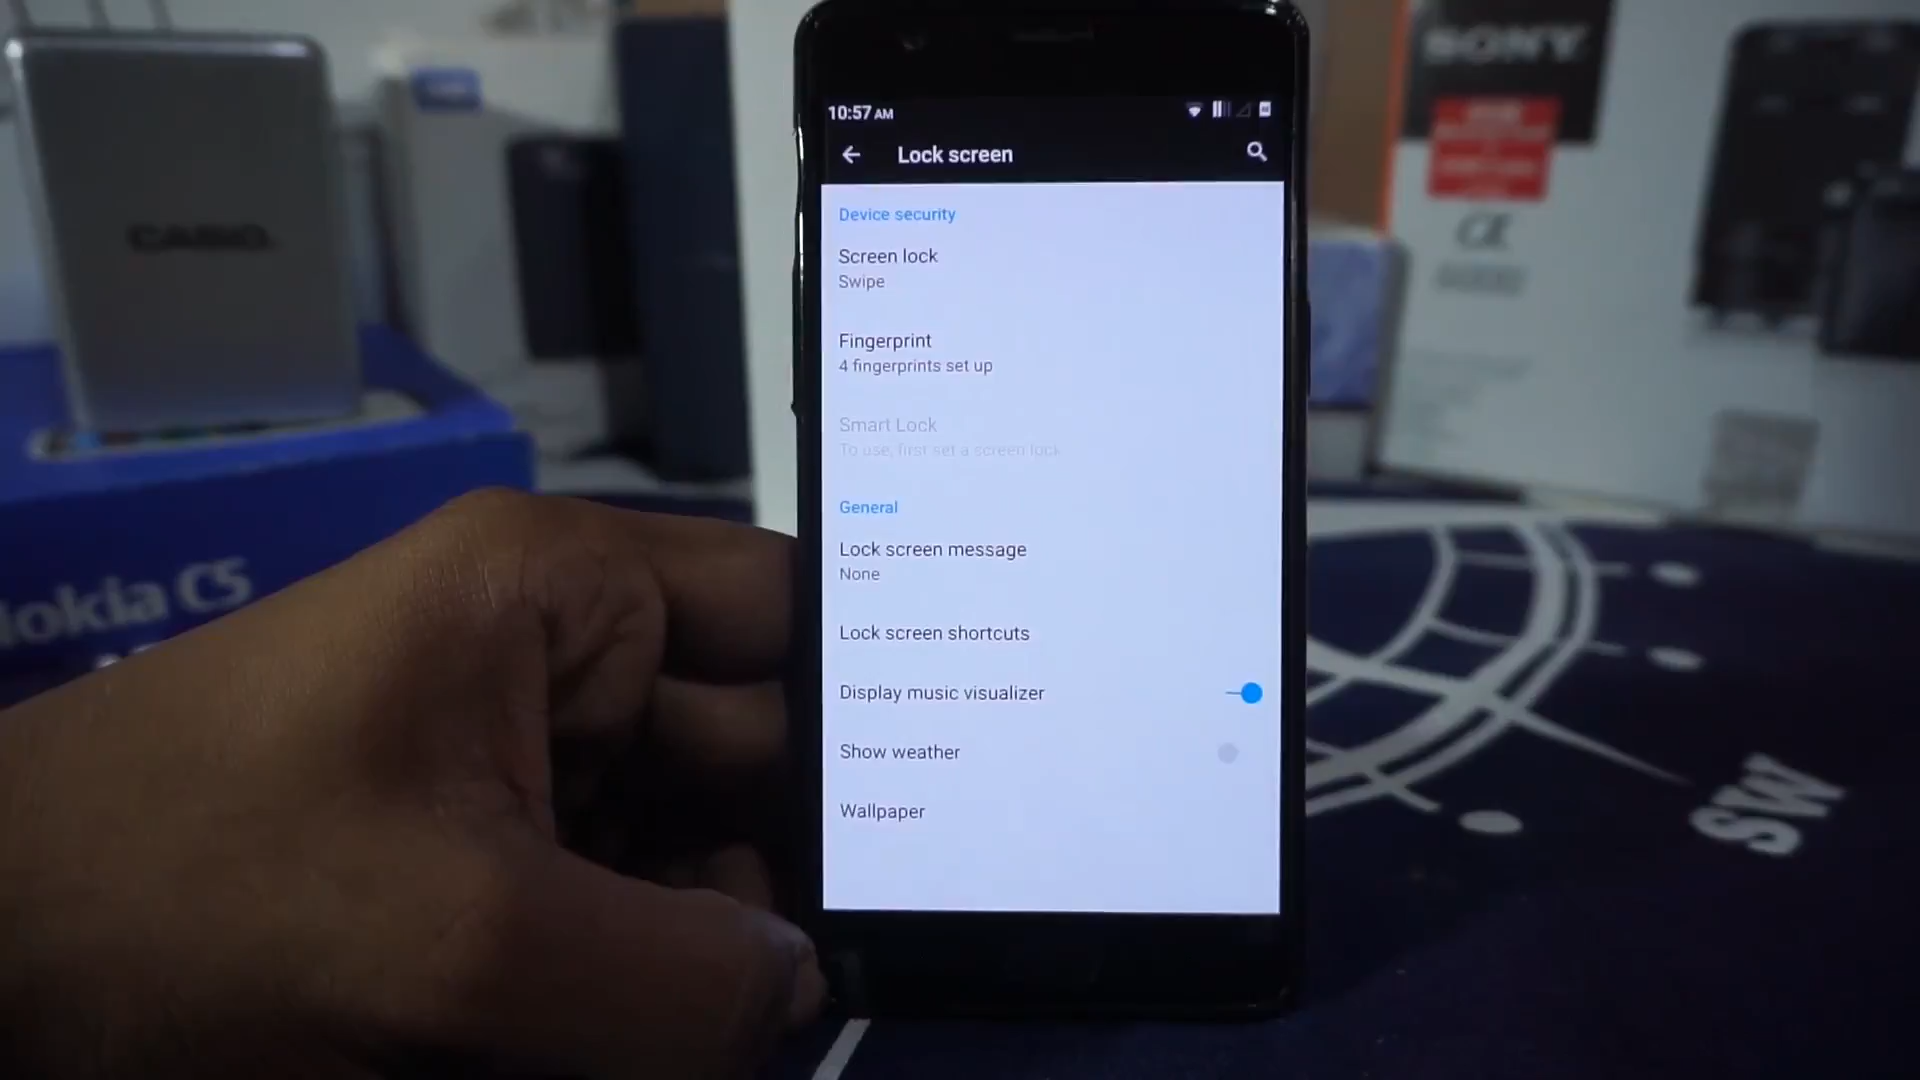 SONY
CASIO
α
10:57 AM
Lock screen
Device security
Screen lock
Swipe
Fingerprint
4 fingerprints set up
Smart Lock
To use, first set a screen lock
General
Lock screen message
None
Lock screen shortcuts
Display music visualizer
Show weather
Wallpaper
Nokia C5
SW